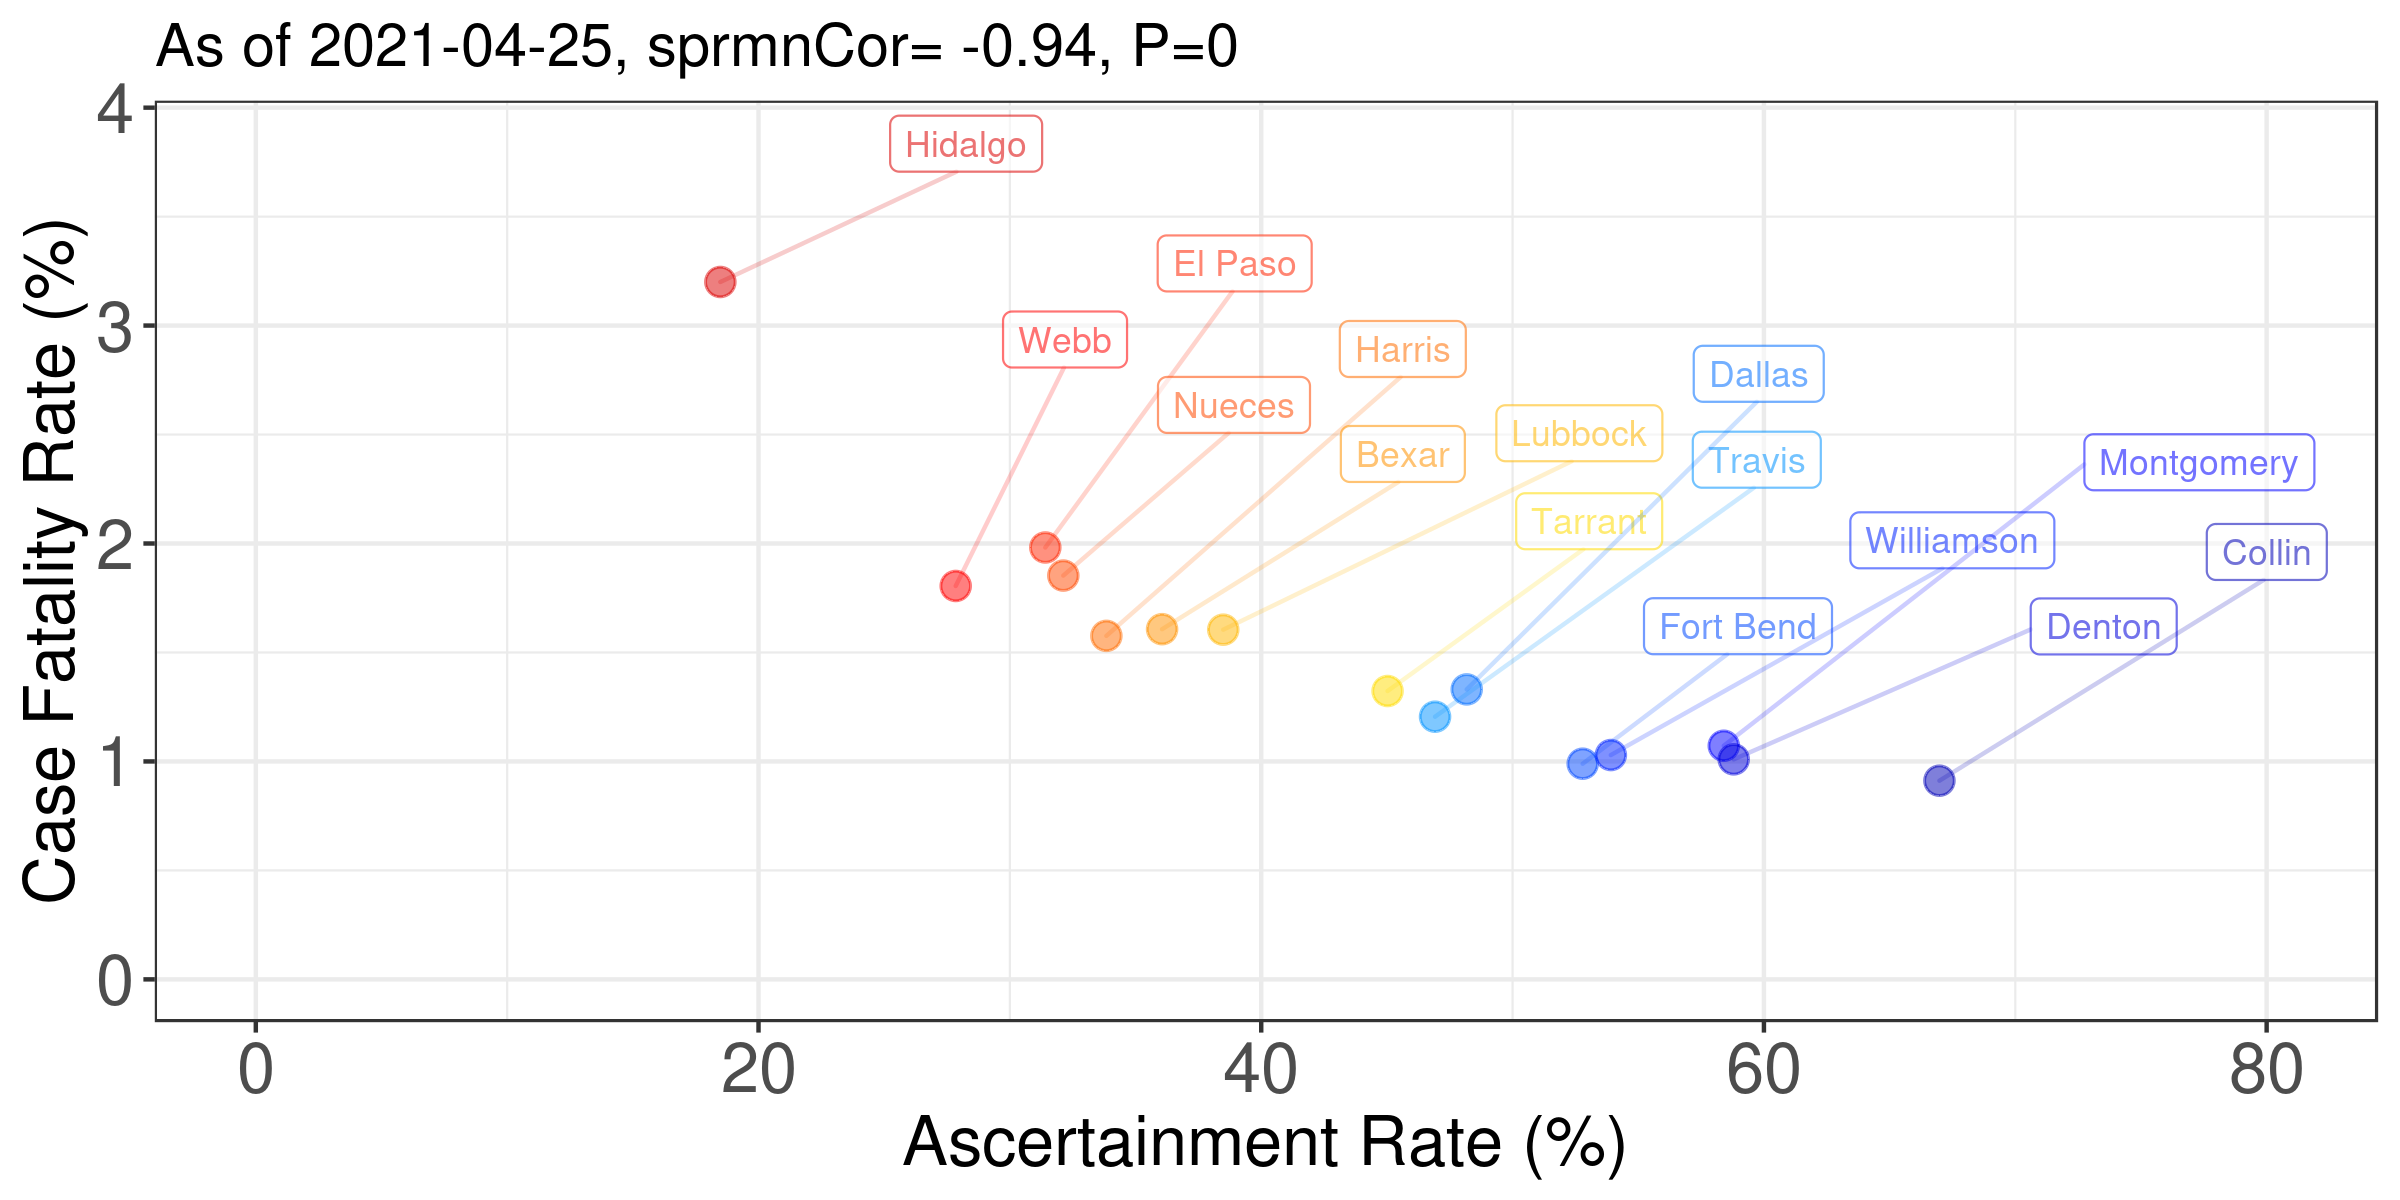 As of 2021-04-25, sprmnCor= -0.94, P=0
Case Fatality Rate (%)
4
3
2
1
0
Hidalgo
El Paso
Webb
Harris
Nueces
Dallas
Lubbock
Bexar
Travis
Montgomery
Tarrant
Williamson
Collin
Fort Bend
Denton
0 20 40 60 80
Ascertainment Rate (%)